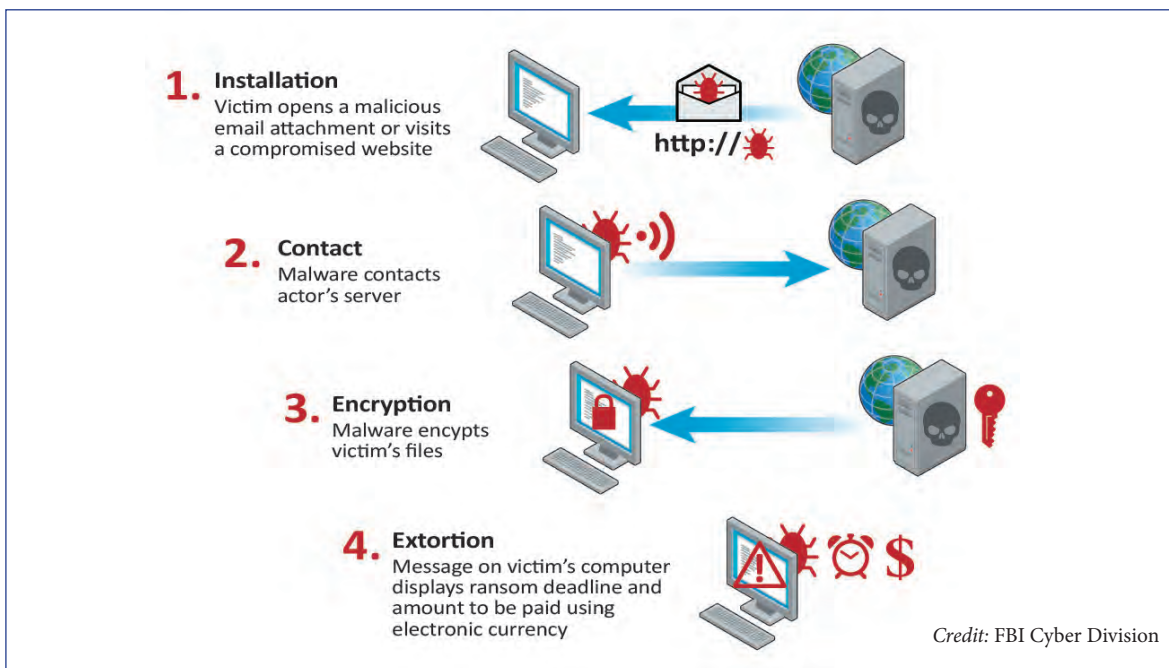 1. Installation
Victim opens a malicious
email attachment or visits
a compromised website
http://
2. Contact
Malware contacts
actor's server
3. Encryption
Malware encypts
victim's files
4. Extortion
Message on victim's computer
displays ransom deadline and
amount to be paid using
electronic currency
$
Credit: FBI Cyber Division